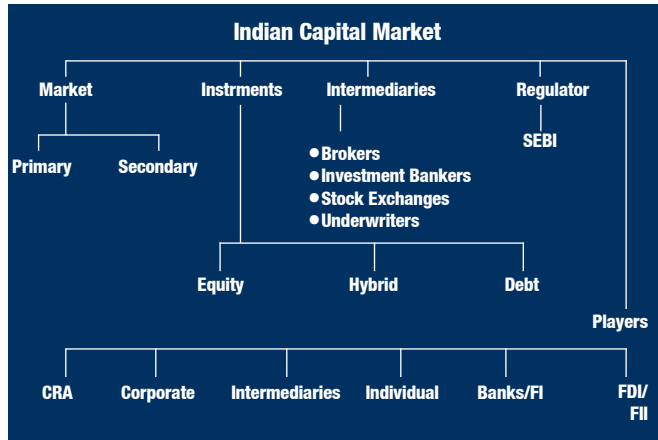 Indian Capital Market
Market Instrments Intermediaries Regulator
SEBI
Primary Secondary
● Brokers
● Investment Bankers
● Stock Exchanges
● Underwriters
Equity Hybrid Debt
Players
CRA Corporate Intermediaries Individual Banks/FI FDI/
FII